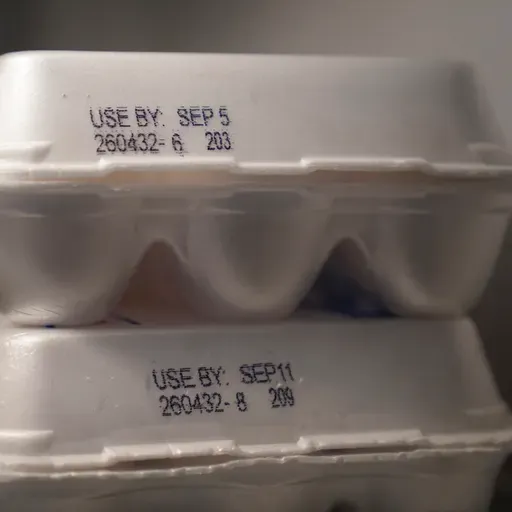 USE BY: SEP 5
260432- 6 203
USE BY: SEP11
260432- 8 209